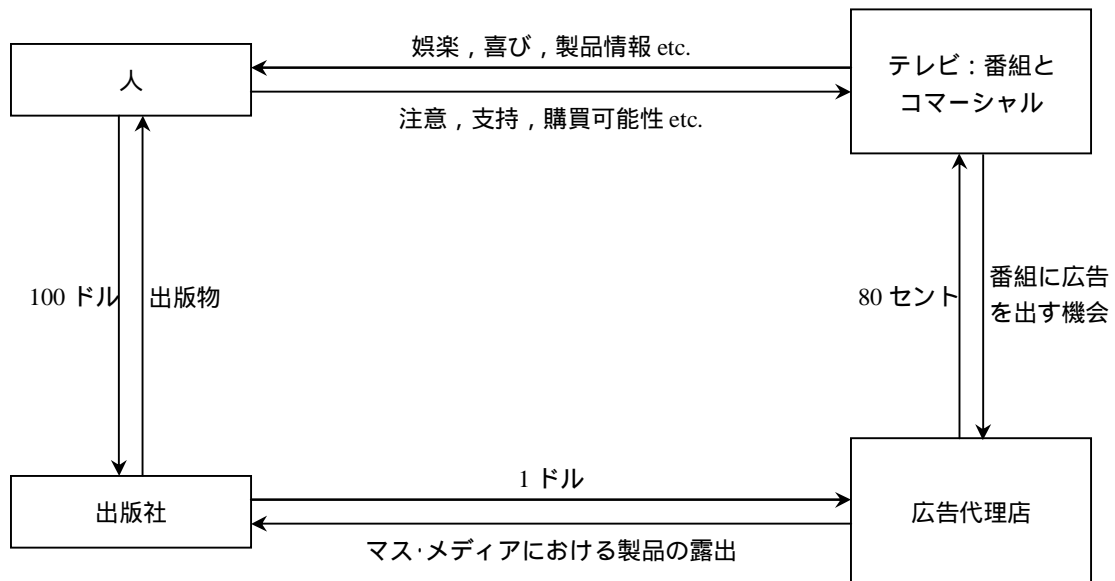 娯楽，喜び，製品情報 etc.
人
テレビ：番組と
コマーシャル
注意，支持，購買可能性 etc.
100 ドル
出版物
80 セント
番組に広告
を出す機会
1 ドル
出版社
広告代理店
マス·メディアにおける製品の露出